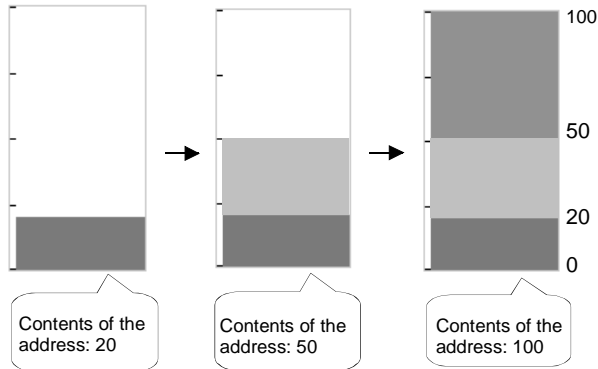 100
50
20
0
Contents of the
address: 20
Contents of the
address: 50
Contents of the
address: 100